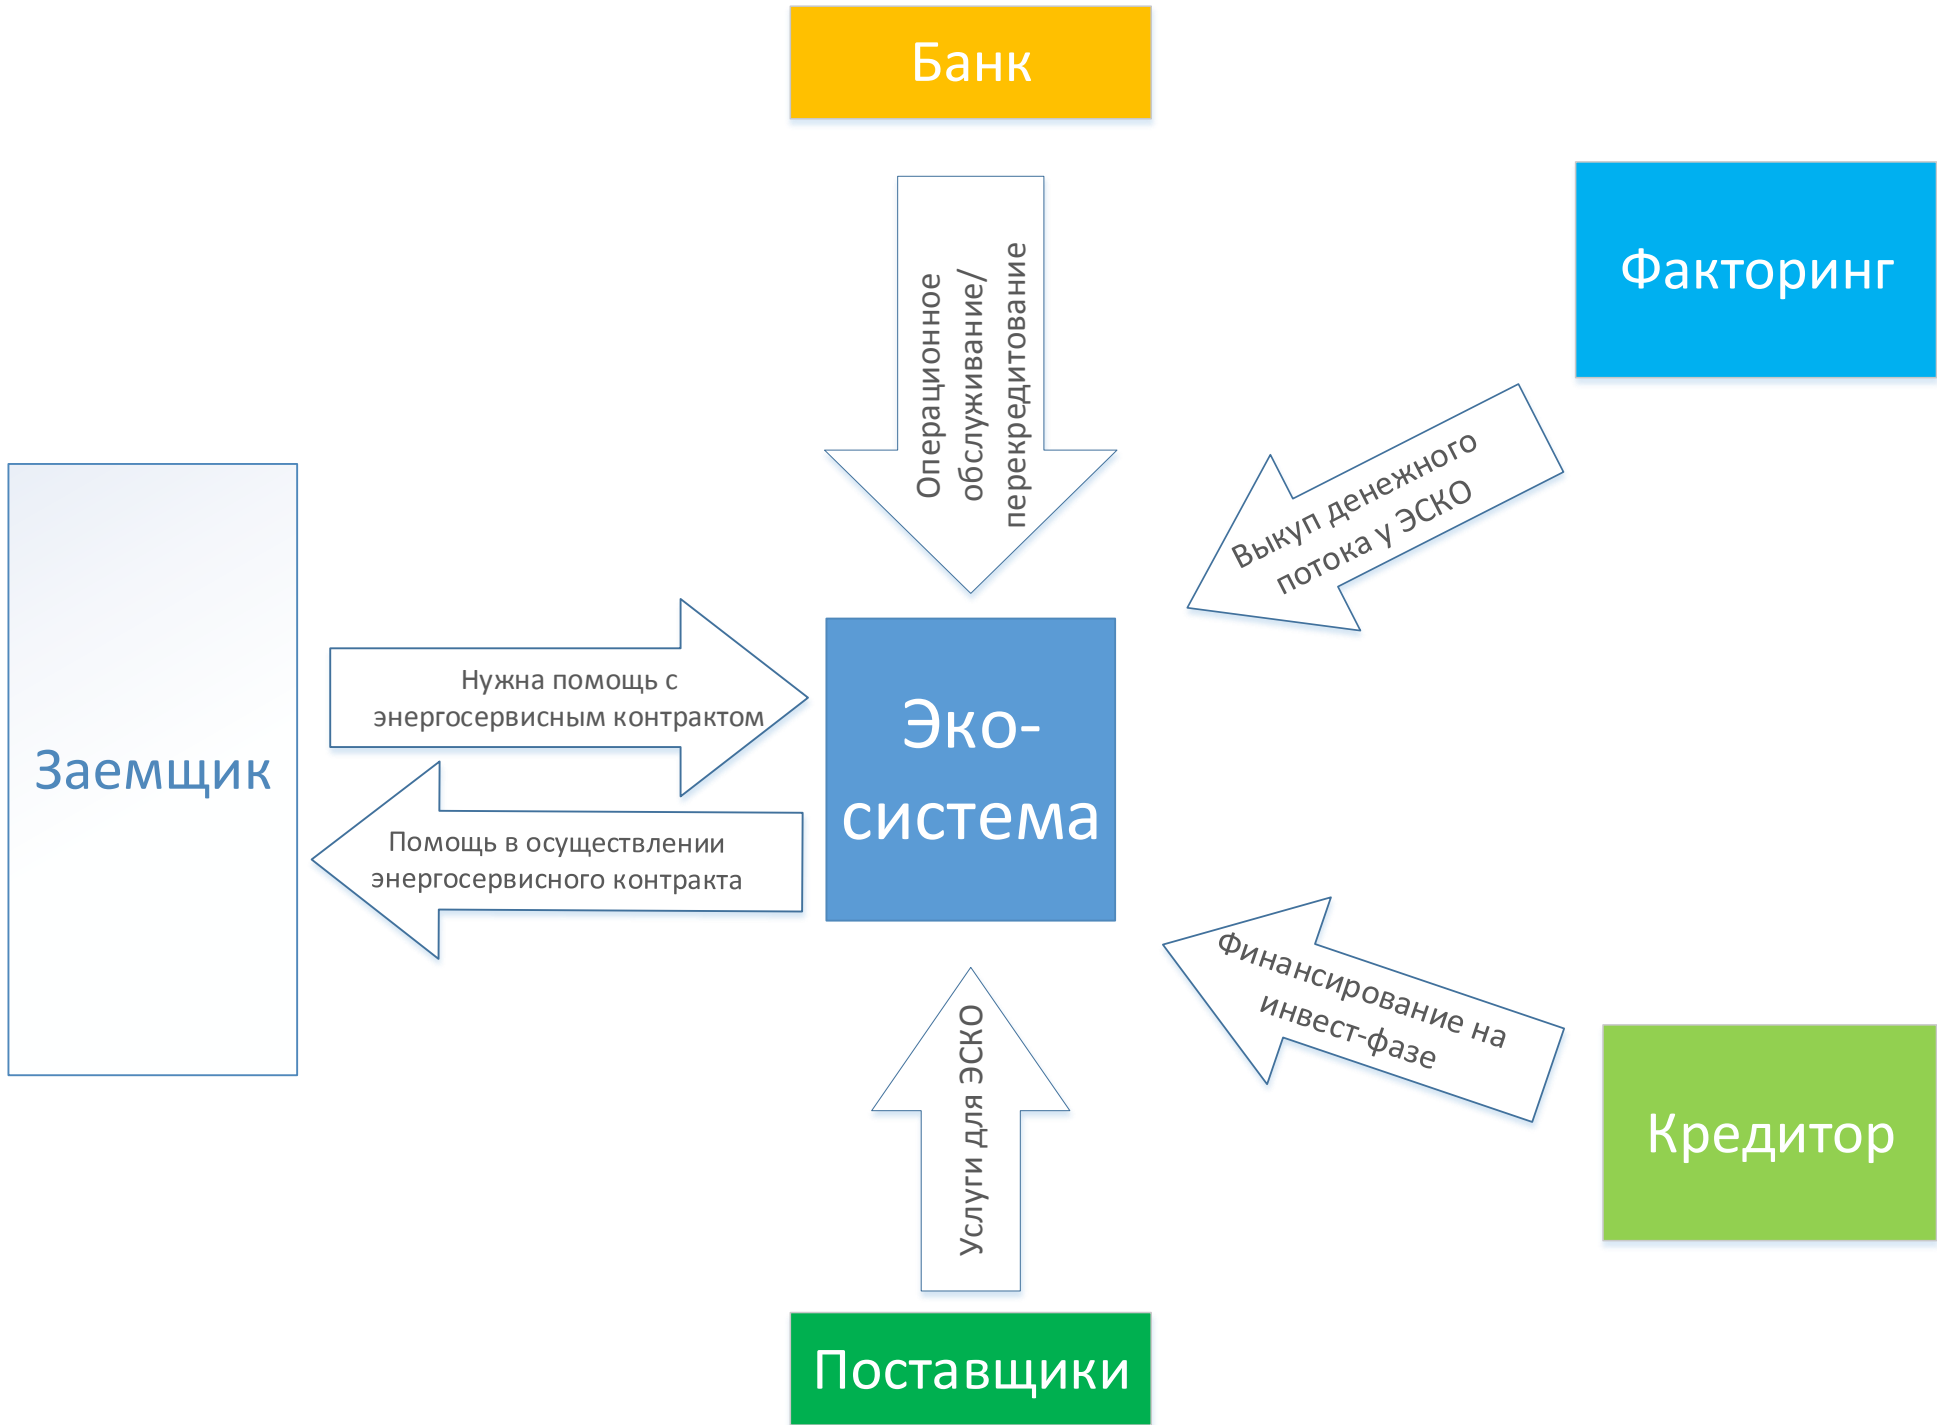 Банк
Операционное
обслуживание/
перекредитование
Факторинг
Выкуп денежного
потока у ЭСКО
Заемщик
Нужна помощь с
энергосервисным контрактом
Помощь в осуществлении
энергосервисного контракта
Эко-
система
Финансирование на
инвест-фазе
Кредитор
Услуги для ЭСКО
Поставщики